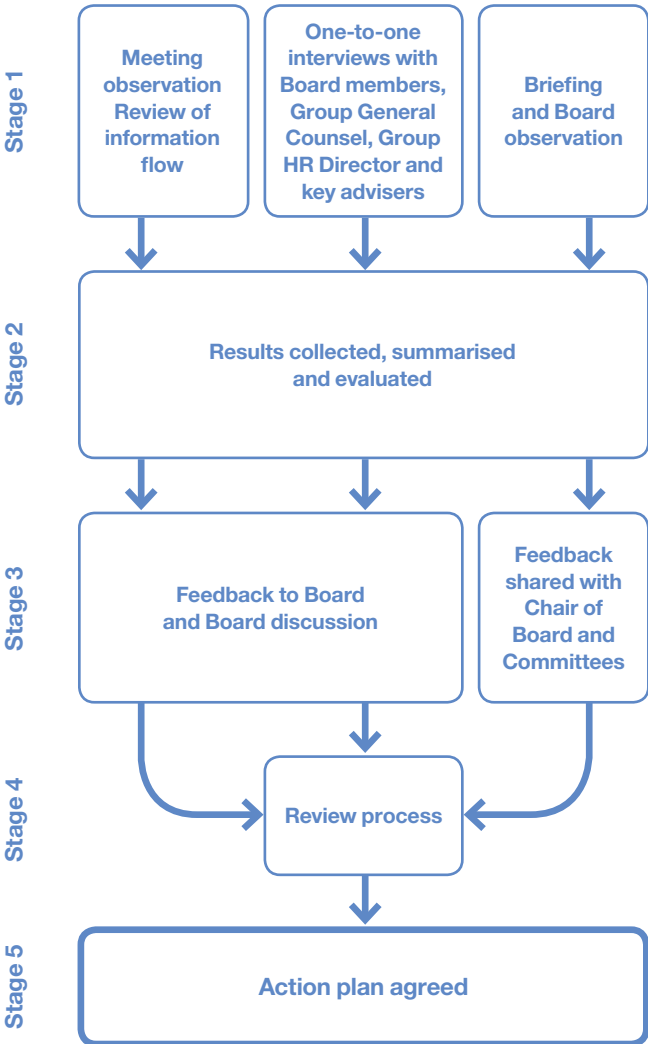 Stage 1
Meeting
observation
Review of
information
flow
One-to-one
interviews with
Board members,
Group General
Counsel, Group
HR Director and
key advisers
Briefing
and Board
observation
Stage 2
Results collected, summarised
and evaluated
Stage 3
Feedback to Board
and Board discussion
Feedback
shared with
Chair of
Board and
Committees
Stage 4
Review process
Stage 5
Action plan agreed